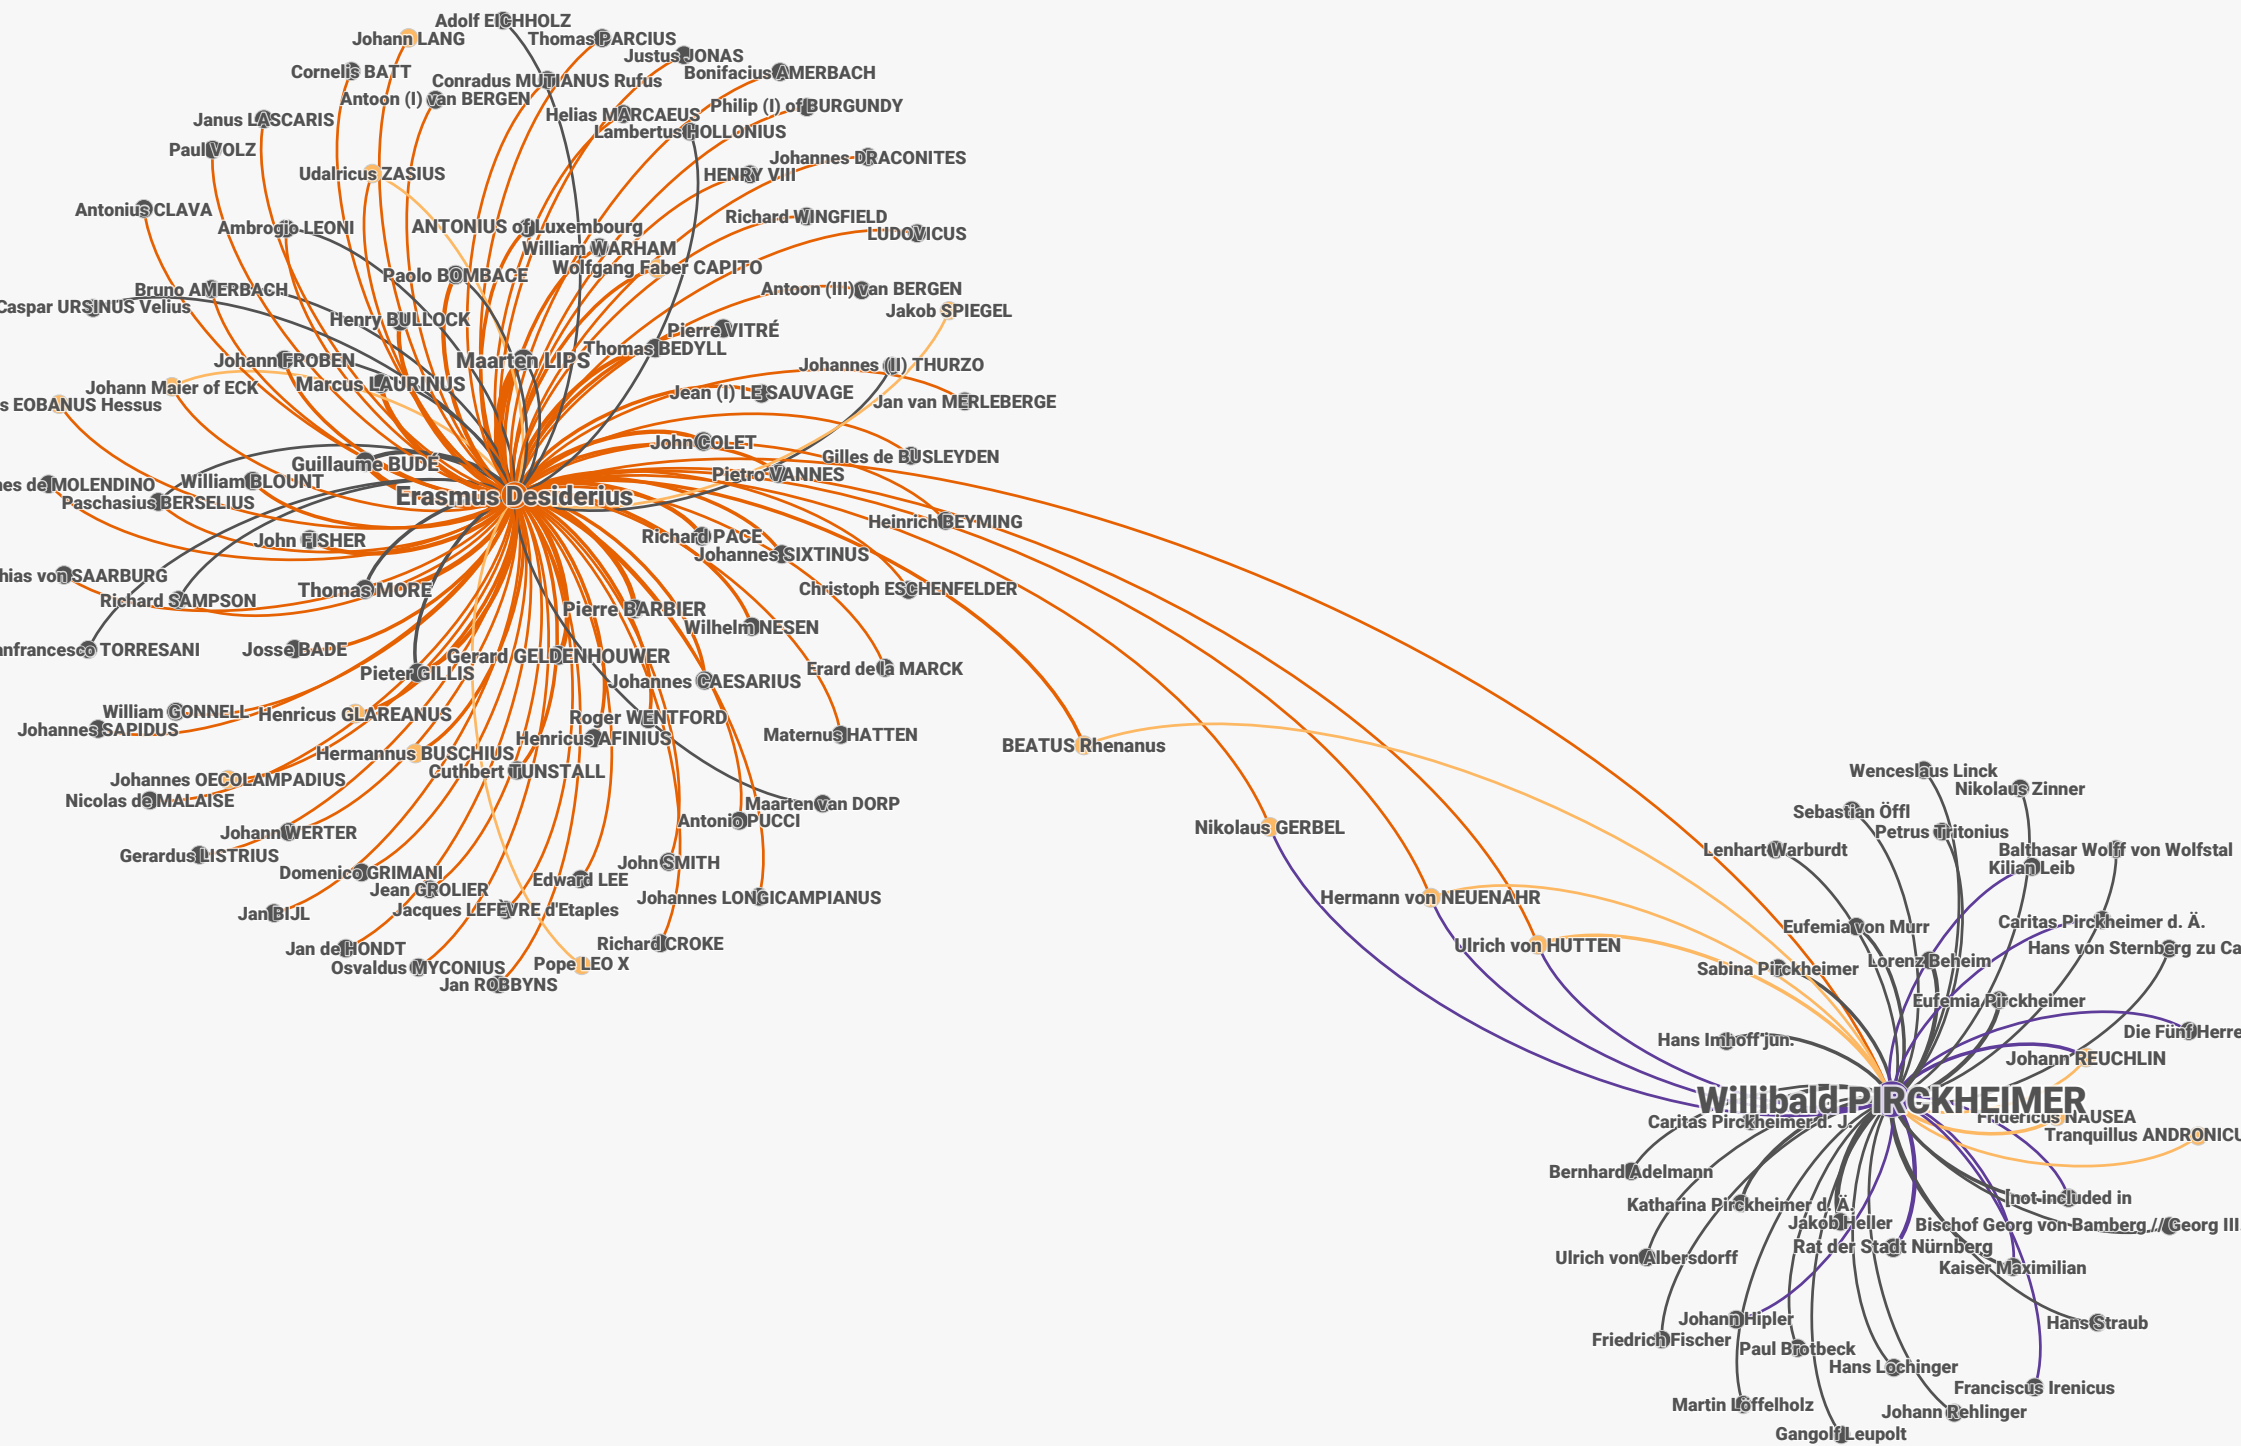 Adolf EICHHOLZ
Johann LANG
Thomas PARCIUS
Justus JONAS
Cornelis BATT
Bonifacius AMERBACH
Conradus MUTIANUS Rufus
Antoon (I) van BERGEN
Philip (I) of BURGUNDY
Helias MARCAEUS
Janus LASCARIS
Lambertus HOLLONIUS
Paul VOLZ
Johannes DRACONITES
Udalricus ZASIUS
HENRY VIII
Antonius CLAVA
Richard WINGFIELD
Ambrogio LEONI
ANTONIUS of Luxembourg
LUDOVICUS
William WARHAM
Wolfgang Faber CAPITO
Paolo BOMBACE
Bruno AMERBACH
Antoon (III) van BERGEN
Caspar URSINUS Velius
Jakob SPIEGEL
Henry BULLOCK
Pierre VITRÉ
Thomas BEDYLL
Johann FROBEN
Maarten LIPS
Johannes (II) THURZO
Johann Maier of ECK
Marcus LAURINUS
Jean (I) LE SAUVAGE
s EOBANUS Hessus
Jan van MERLEBERGE
John COLET
Gilles de BUSLEYDEN
Guillaume BUDÉ
Pietro VANNES
nes de MOLENDINO
William BLOUNT
Erasmus Desiderius
Paschasius BERSELIUS
Heinrich BEYMING
John FISHER
Richard PACE
Johannes SIXTINUS
hias von SAARBURG
Thomas MORE
Christoph ESCHENFELDER
Richard SAMPSON
Pierre BARBIER
Wilhelm NESEN
anfrancesco TORRESANI
Josse BADE
Gerard GELDENHOUWER
Erard de la MARCK
Pieter GILLIS
Johannes CAESARIUS
William GONNELL
Henricus GLAREANUS
Roger WENTFORD
Johannes SAPIDUS
Henricus AFINIUS
Maternus HATTEN
BEATUS Rhenanus
Hermannus BUSCHIUS
Cuthbert TUNSTALL
Johannes OECOLAMPADIUS
Nicolas de MALAISE
Maarten van DORP
Antonio PUCCI
Nikolaus GERBEL
Johann WERTER
Gerardus LISTRIUS
John SMITH
Domenico GRIMANI
Edward LEE
Jean GROLIER
Johannes LONGICAMPIANUS
Hermann von NEUENAHR
Jan BIJL
Jacques LEFÈVRE d'Etaples
Jan de HONDT
Richard CROKE
Ulrich von HUTTEN
Osvaldus MYCONIUS
Pope LEO X
Jan ROBBYNS
Wenceslaus Linck
Nikolaus Zinner
Sebastian Öffl
Petrus Tritonius
Lenhart Warburdt
Balthasar Wolff von Wolfstal
Kilian Leib
Eufemia von Murr
Caritas Pirckheimer d. Ä.
Hans von Sternberg zu Ca
Lorenz Beheim
Sabina Pirckheimer
Eufemia Pirckheimer
Die Fünf Herre
Hans Imhoff jun.
Johann REUCHLIN
Willibald PIRCKHEIMER
Fridericus NAUSEA
Caritas Pirckheimer d. J.
Tranquillus ANDRONICU
Bernhard Adelmann
[not included in
Katharina Pirckheimer d. Ä.
Jakob Heller
Bischof Georg von Bamberg // Georg III.
Rat der Stadt Nürnberg
Ulrich von Albersdorff
Kaiser Maximilian
Johann Hipler
Hans Straub
Friedrich Fischer
Paul Brotbeck
Hans Lochinger
Franciscus Irenicus
Martin Löffelholz
Johann Rehlinger
Gangolf Leupolt